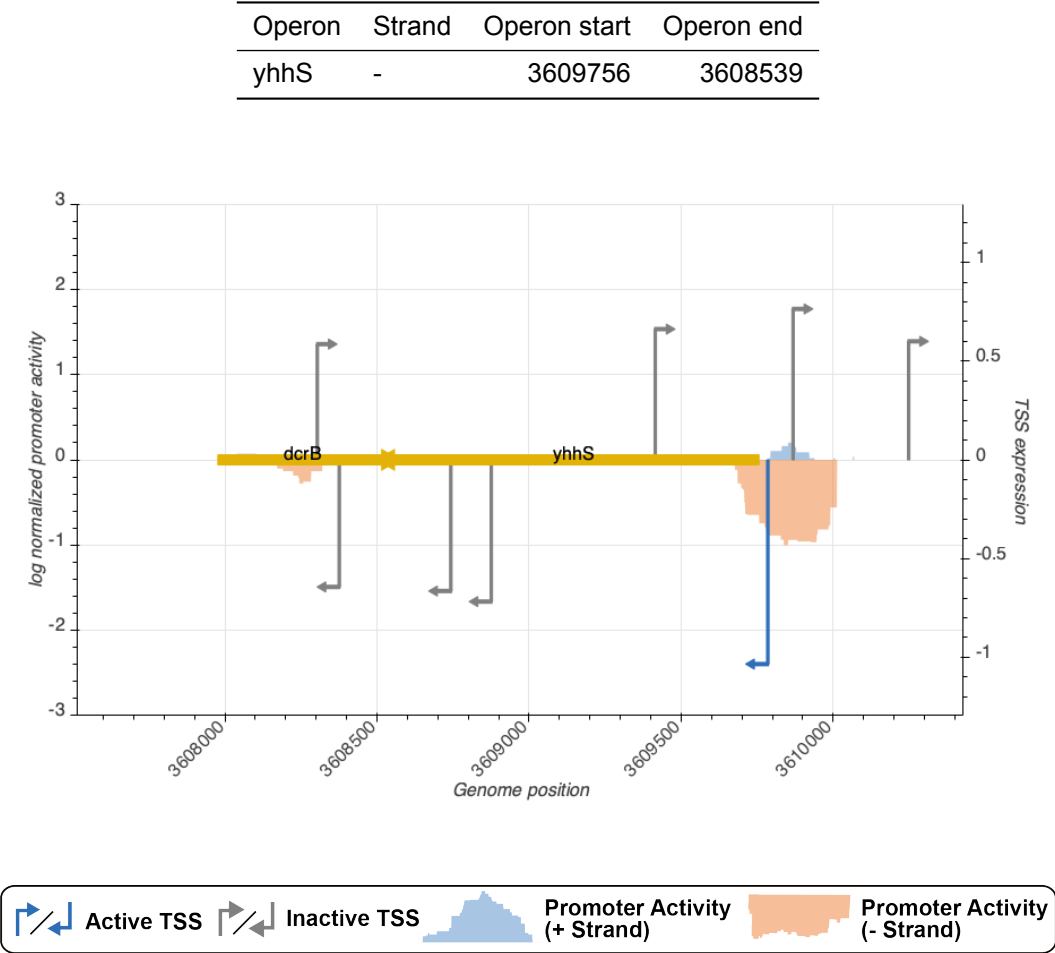 Operon Strand Operon start Operon end
yhhS - 3609756 3608539
3
2
1
0
-1
-2
-3
log normalized promoter activity
1
0.5
0
-0.5
-1
TSS expression
dcrB
yhhS
3608000
3608500
3609000
3609500
3610000
Genome position
Active TSS
Inactive TSS
Promoter Activity
(+ Strand)
Promoter Activity
(- Strand)